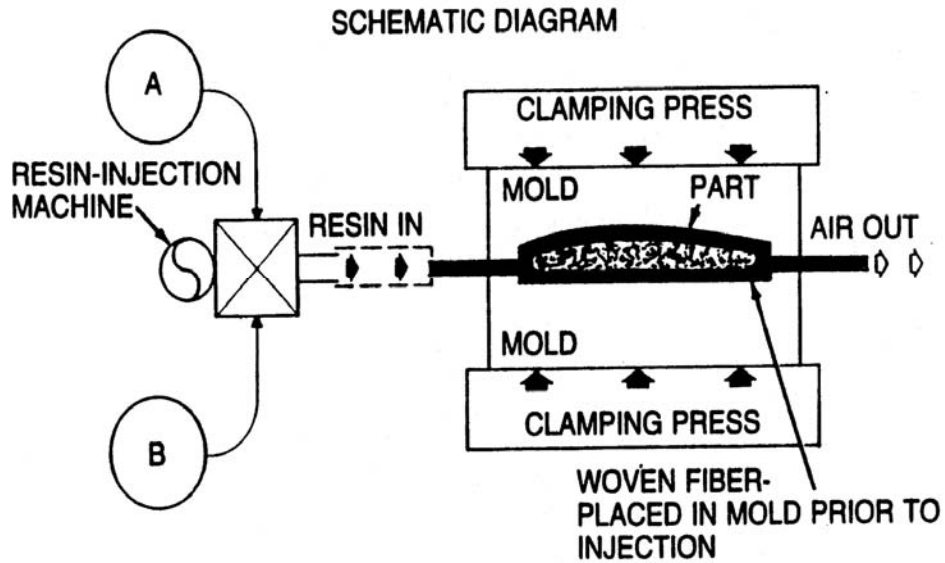 SCHEMATIC DIAGRAM
A
CLAMPING PRESS
RESIN-INJECTION
MACHINE
MOLD
PART
RESIN IN
AIR OUT
MOLD
B
CLAMPING PRESS
WOVEN FIBER-
PLACED IN MOLD PRIOR TO
INJECTION